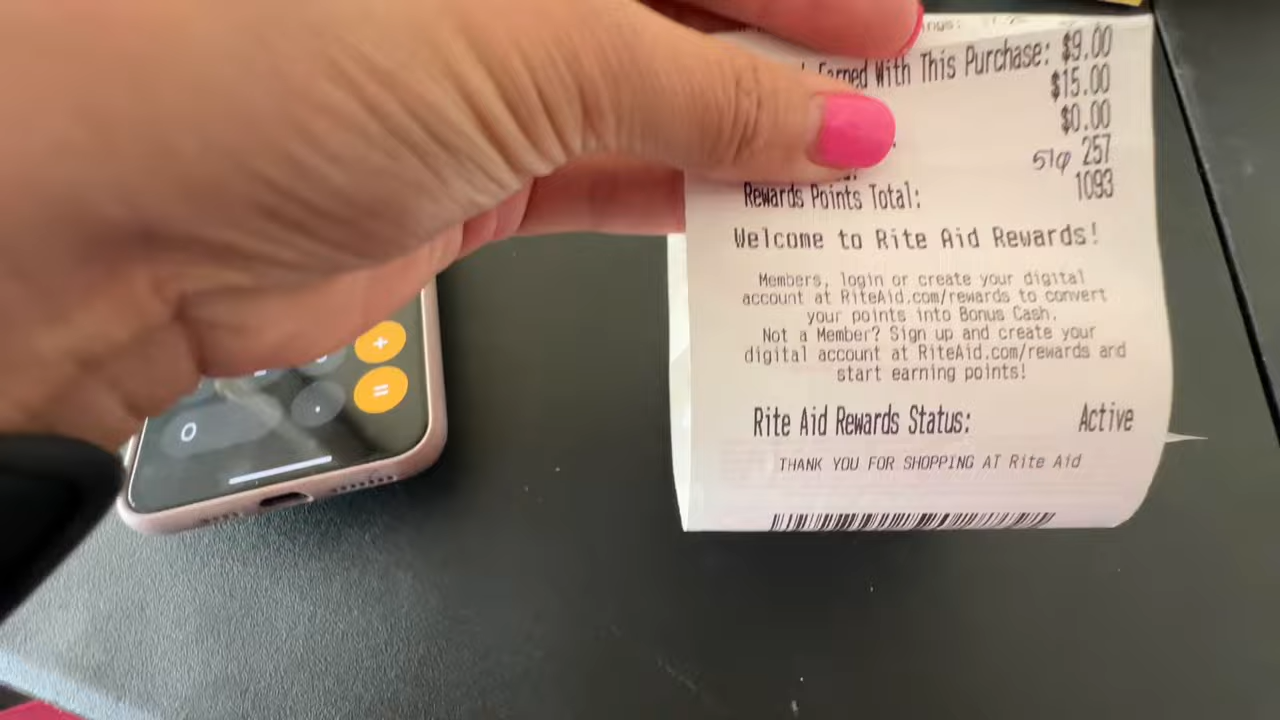 Earned With This Purchase: $9.00
$15.00
$0.00
51¢ 257
Rewards Points Total: 1093
Welcome to Rite Aid Rewards!
Members, login or create your digital
account at RiteAid.com/rewards to convert
your points into Bonus Cash.
Not a Member? Sign up and create your
digital account at RiteAid.com/rewards and
start earning points!
Rite Aid Rewards Status: Active
THANK YOU FOR SHOPPING AT Rite Aid
+
=
0 .